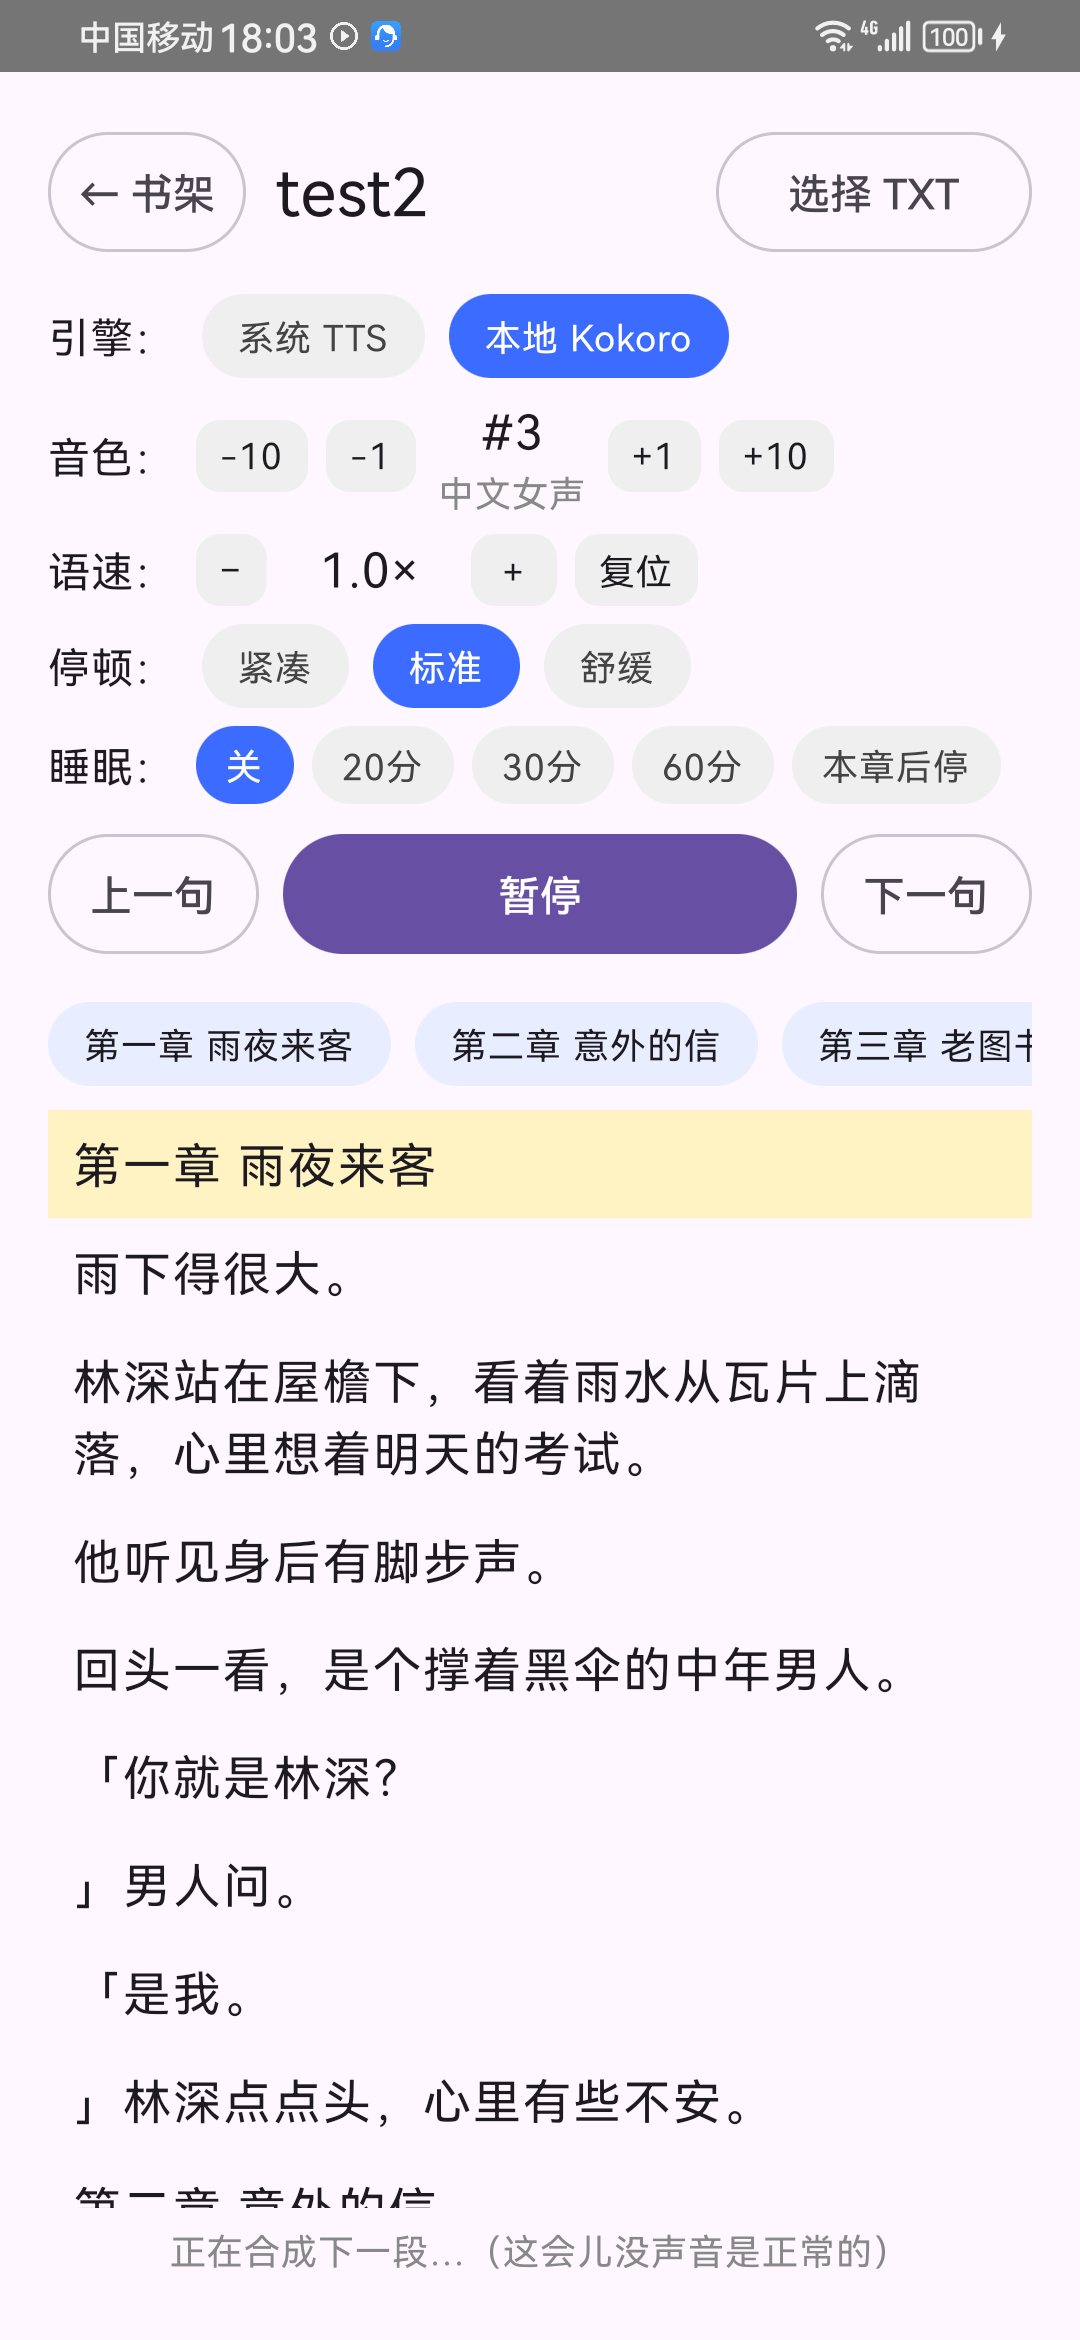 中国移动 18:03 4G 100
← 书架 test2 选择 TXT
引擎： 系统 TTS 本地 Kokoro
音色： -10 -1 #3 +1 +10
中文女声
语速： − 1.0× + 复位
停顿： 紧凑 标准 舒缓
睡眠： 关 20分 30分 60分 本章后停
上一句 暂停 下一句
第一章 雨夜来客 第二章 意外的信 第三章 老图书
第一章 雨夜来客
雨下得很大。
林深站在屋檐下，看着雨水从瓦片上滴
落，心里想着明天的考试。
他听见身后有脚步声。
回头一看，是个撑着黑伞的中年男人。
「你就是林深？
」男人问。
「是我。
」林深点点头，心里有些不安。
第二章 意外的信
正在合成下一段…（这会儿没声音是正常的）